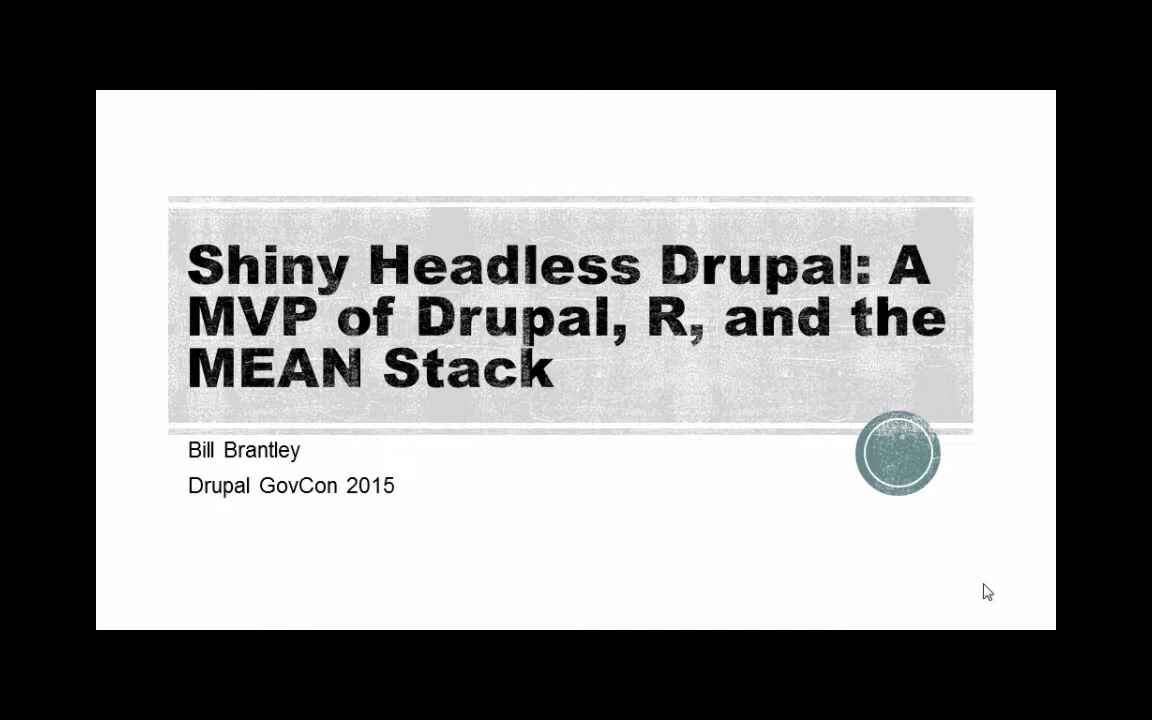 Shiny Headless Drupal: A
MVP of Drupal, R, and the
MEAN Stack
Bill Brantley
Drupal GovCon 2015